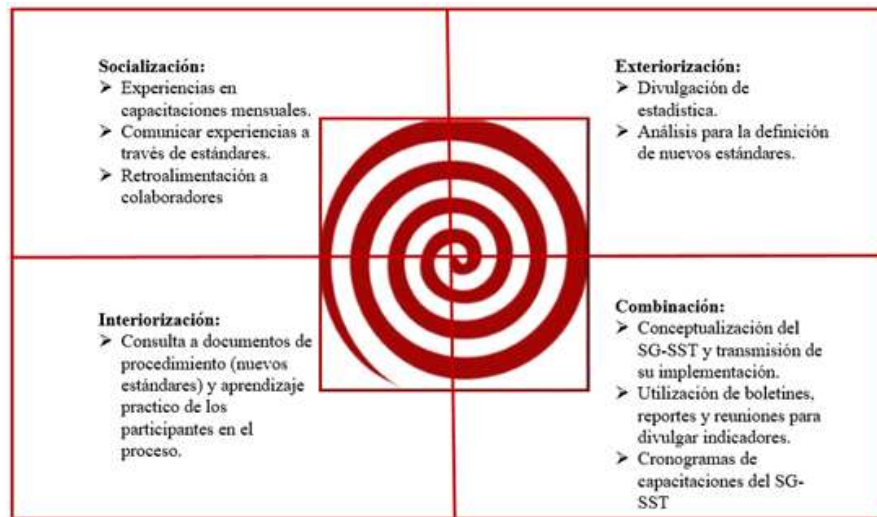 Socialización:
➢ Experiencias en
capacitaciones mensuales.
➢ Comunicar experiencias a
través de estándares.
➢ Retroalimentación a
colaboradores
Exteriorización:
➢ Divulgación de
estadística.
➢ Análisis para la definición
de nuevos estándares.
Interiorización:
➢ Consulta a documentos de
procedimiento (nuevos
estándares) y aprendizaje
practico de los
participantes en el
proceso.
Combinación:
➢ Conceptualización del
SG-SST y transmisión de
su implementación.
➢ Utilización de boletines,
reportes y reuniones para
divulgar indicadores.
➢ Cronogramas de
capacitaciones del SG-
SST